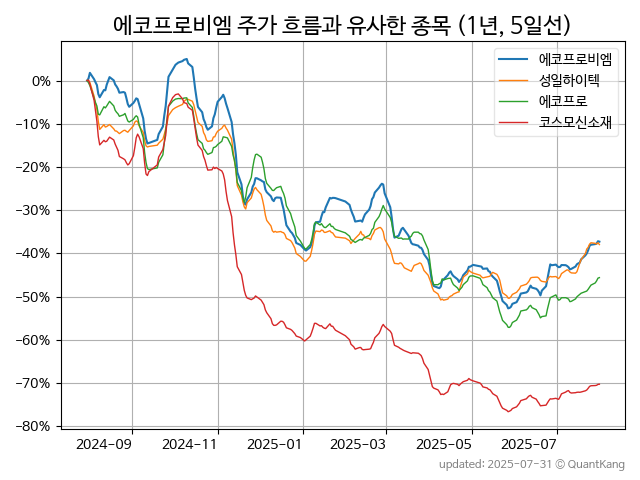 에코프로비엠 주가 흐름과 유사한 종목 (1년, 5일선)
에코프로비엠
성일하이텍
에코프로
코스모신소재
0%
−10%
−20%
−30%
−40%
−50%
−60%
−70%
−80%
2024-09 2024-11 2025-01 2025-03 2025-05 2025-07
updated: 2025-07-31 © QuantKang